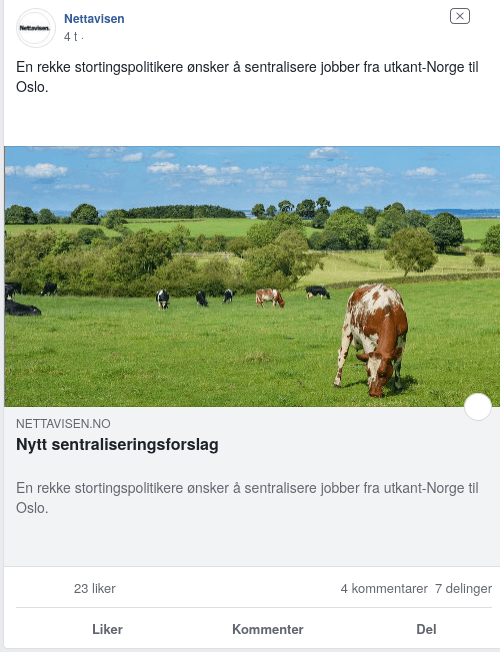 Nettavisen.
Nettavisen
4 t ·
En rekke stortingspolitikere ønsker å sentralisere jobber fra utkant-Norge til
Oslo.
NETTAVISEN.NO
Nytt sentraliseringsforslag
En rekke stortingspolitikere ønsker å sentralisere jobber fra utkant-Norge til
Oslo.
23 liker 4 kommentarer 7 delinger
Liker Kommenter Del